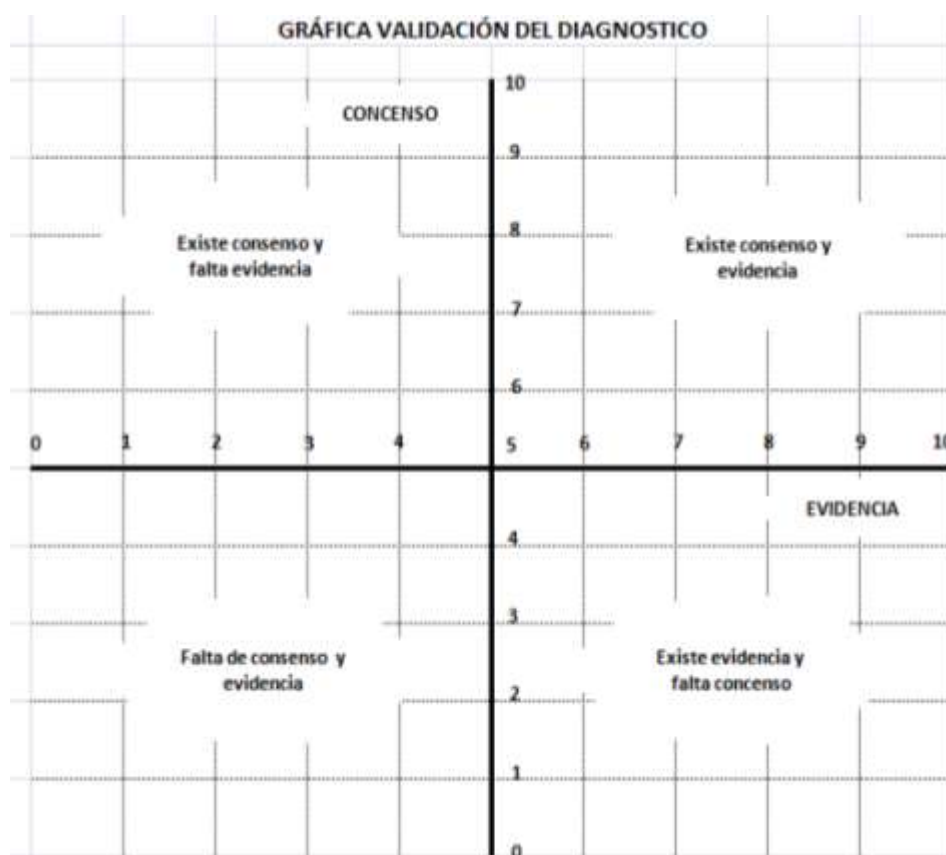 GRÁFICA VALIDACIÓN DEL DIAGNOSTICO
10
CONCENSO
9
8
Existe consenso y
falta evidencia
Existe consenso y
evidencia
7
6
0 1 2 3 4 5 6 7 8 9 10
EVIDENCIA
4
3
Falta de consenso y
evidencia
Existe evidencia y
falta concenso
2
1
0